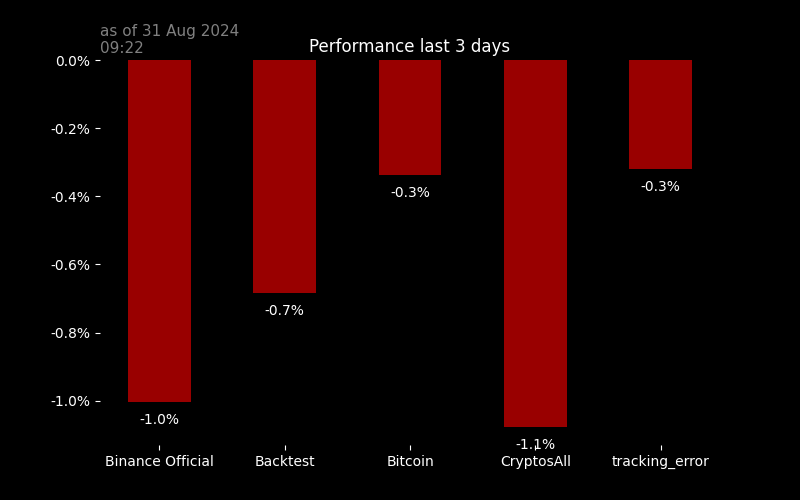 as of 31 Aug 2024
09:22
Performance last 3 days
0.0%
-0.2%
-0.4%
-0.6%
-0.8%
-1.0%
-1.0%
-0.7%
-0.3%
-1.1%
-0.3%
Binance Official
Backtest
Bitcoin
CryptosAll
tracking_error